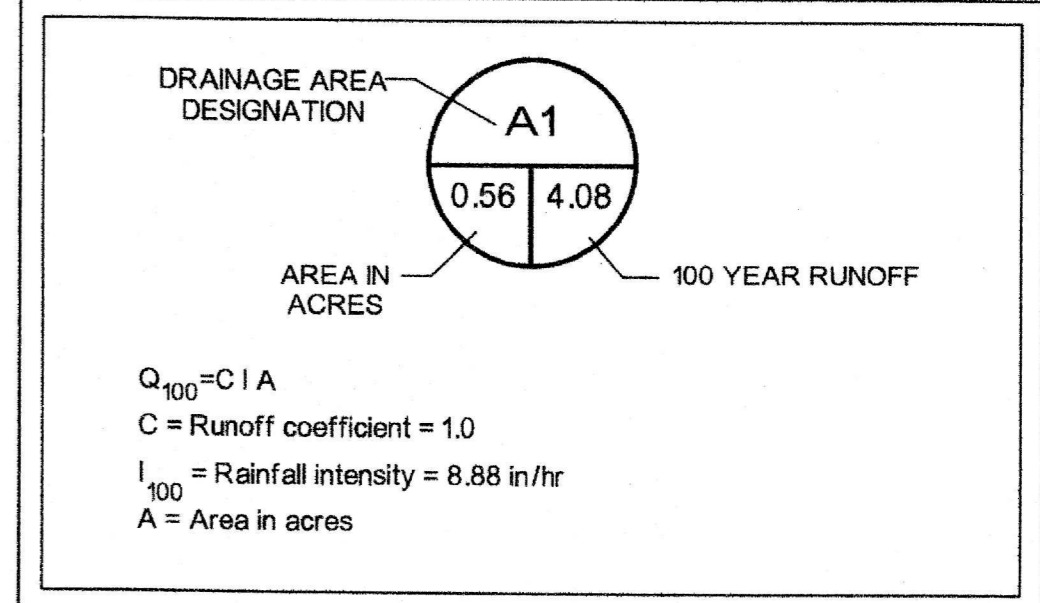 DRAINAGE AREA
DESIGNATION
A1
0.56 4.08
AREA IN
ACRES
100 YEAR RUNOFF
Q100=C I A
C = Runoff coefficient = 1.0
I100 = Rainfall intensity = 8.88 in/hr
A = Area in acres